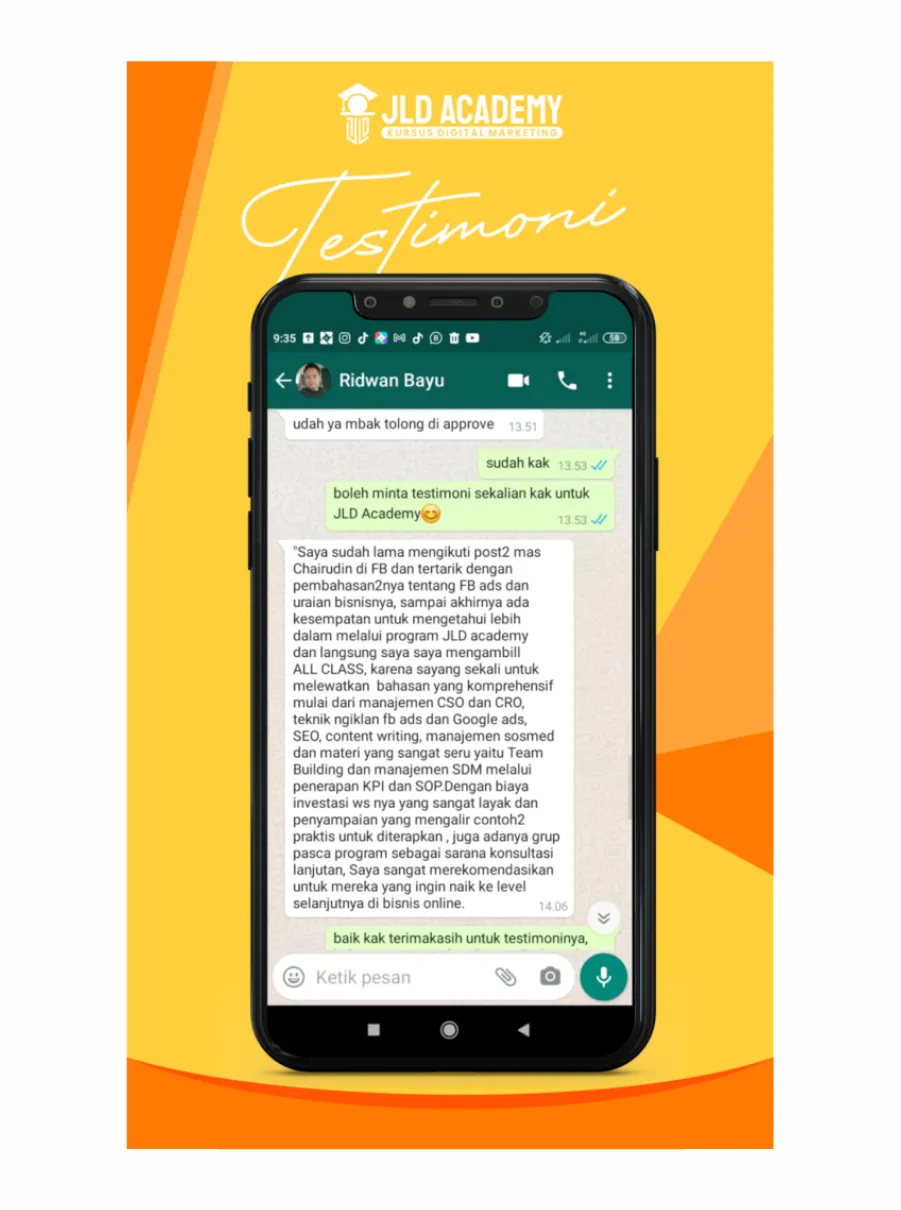 JLD ACADEMY
KURSUS DIGITAL MARKETING
Testimoni
9:35
4G
58
Ridwan Bayu
udah ya mbak tolong di approve 13.51
sudah kak 13.53
boleh minta testimoni sekalian kak untuk
JLD Academy😊 13.53
"Saya sudah lama mengikuti post2 mas
Chairudin di FB dan tertarik dengan
pembahasan2nya tentang FB ads dan
uraian bisnisnya, sampai akhirnya ada
kesempatan untuk mengetahui lebih
dalam melalui program JLD academy
dan langsung saya saya mengambill
ALL CLASS, karena sayang sekali untuk
melewatkan  bahasan yang komprehensif
mulai dari manajemen CSO dan CRO,
teknik ngiklan fb ads dan Google ads,
SEO, content writing, manajemen sosmed
dan materi yang sangat seru yaitu Team
Building dan manajemen SDM melalui
penerapan KPI dan SOP.Dengan biaya
investasi ws nya yang sangat layak dan
penyampaian yang mengalir contoh2
praktis untuk diterapkan , juga adanya grup
pasca program sebagai sarana konsultasi
lanjutan, Saya sangat merekomendasikan
untuk mereka yang ingin naik ke level
selanjutnya di bisnis online. 14.06
baik kak terimakasih untuk testimoninya,
Ketik pesan